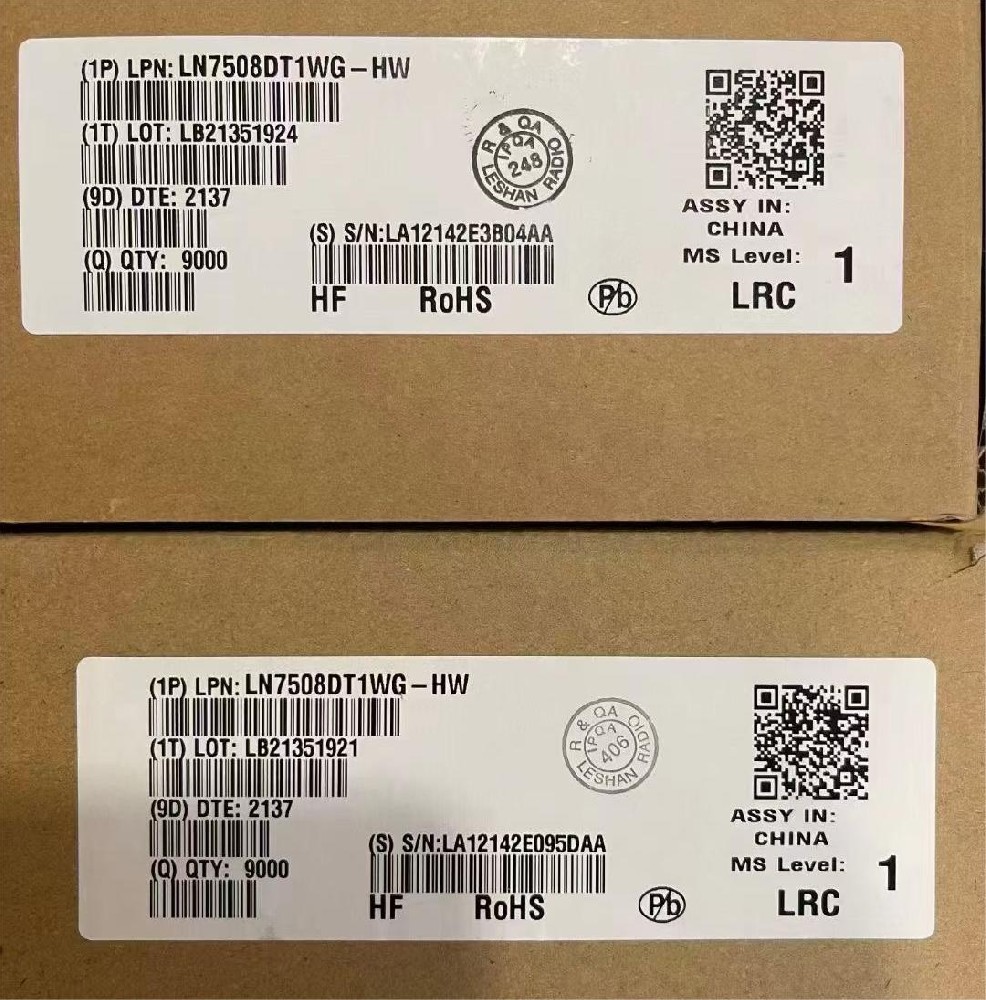 (1P) LPN: LN7508DT1WG-HW
(1T) LOT: LB21351924
(9D) DTE: 2137
(Q) QTY: 9000
(S) S/N:LA12142E3B04AA
HF RoHS Pb
R & QA
IPQA
248
LESHAN RADIO
ASSY IN:
CHINA
MS Level: 1
LRC
(1P) LPN: LN7508DT1WG-HW
(1T) LOT: LB21351921
(9D) DTE: 2137
(Q) QTY: 9000
(S) S/N:LA12142E095DAA
HF RoHS Pb
R & QA
IPQA
406
LESHAN RADIO
ASSY IN:
CHINA
MS Level: 1
LRC